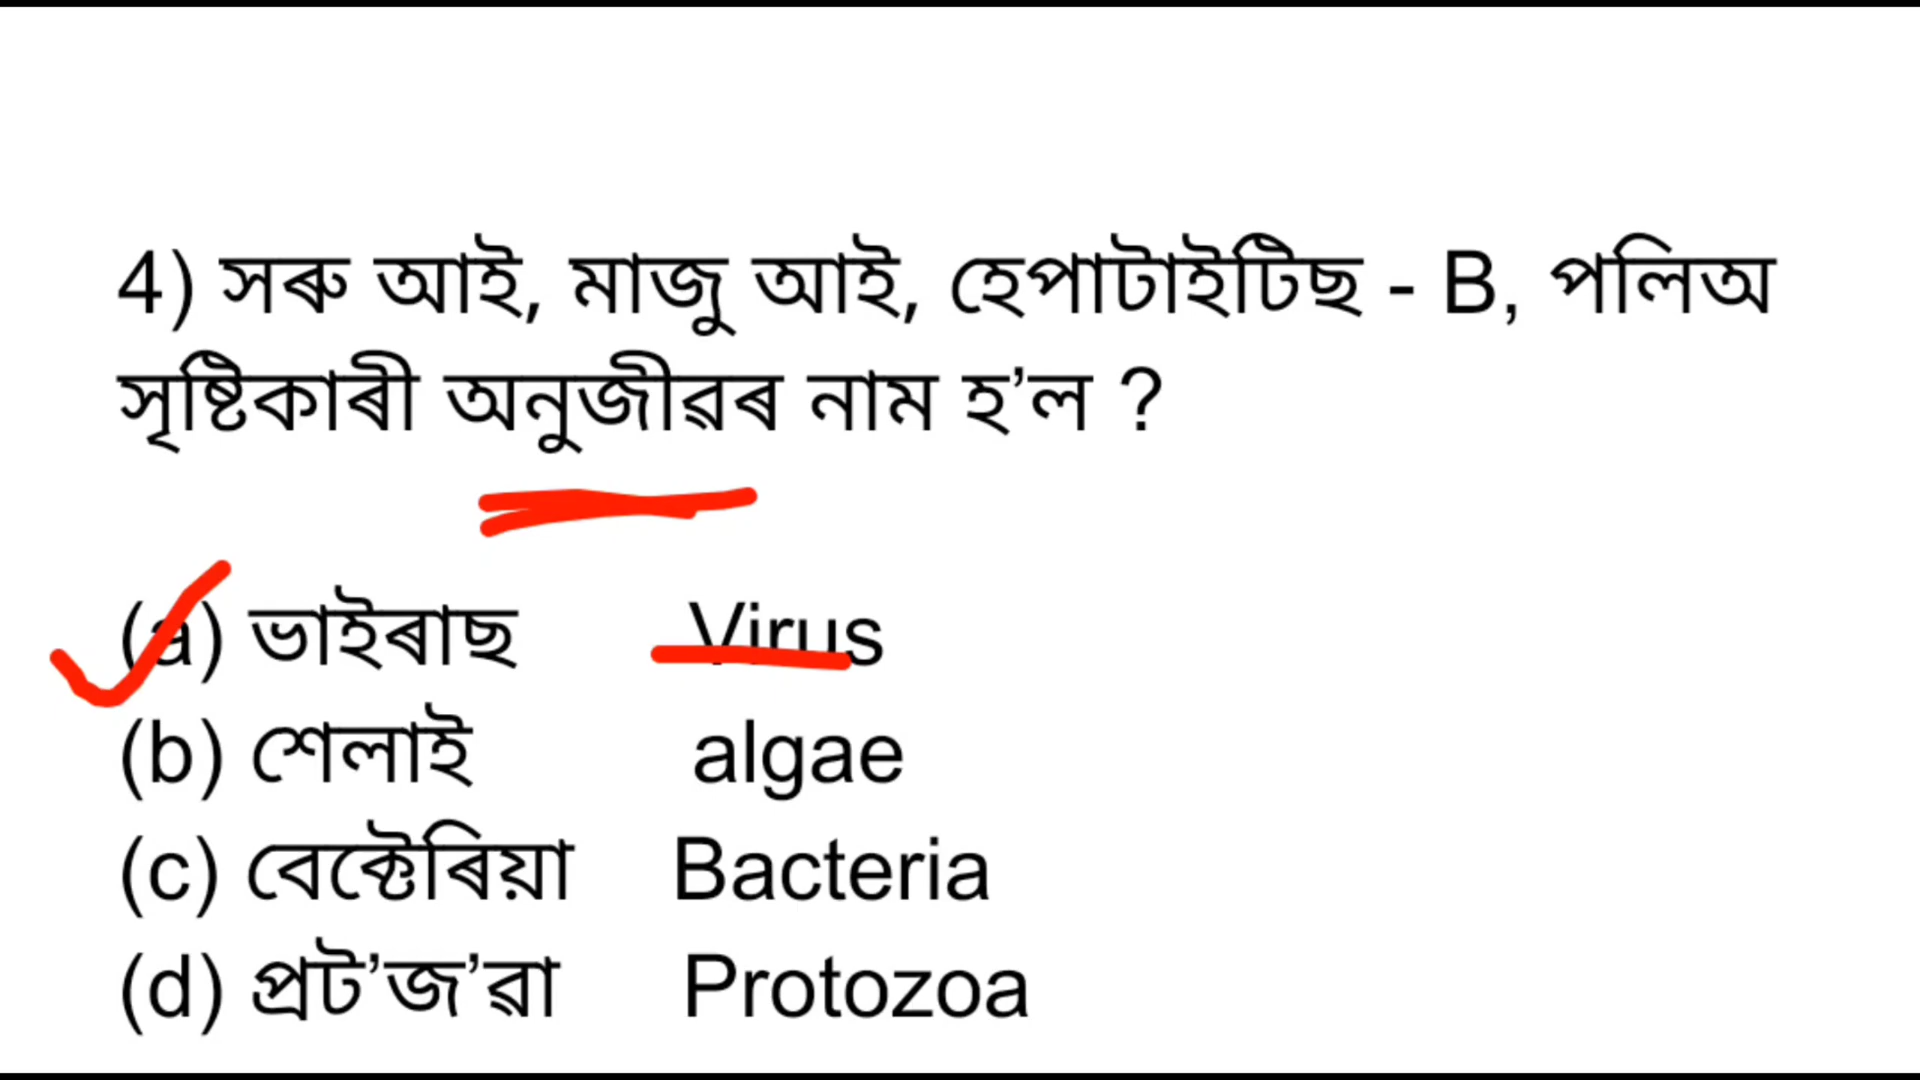 4) সৰু আই, মাজু আই, হেপাটাইটিছ - B, পলিঅ
সৃষ্টিকাৰী অনুজীৱৰ নাম হ’ল ?
(a) ভাইৰাছ Virus
(b) শেলাই algae
(c) বেক্টেৰিয়া Bacteria
(d) প্ৰট’জ’ৱা Protozoa